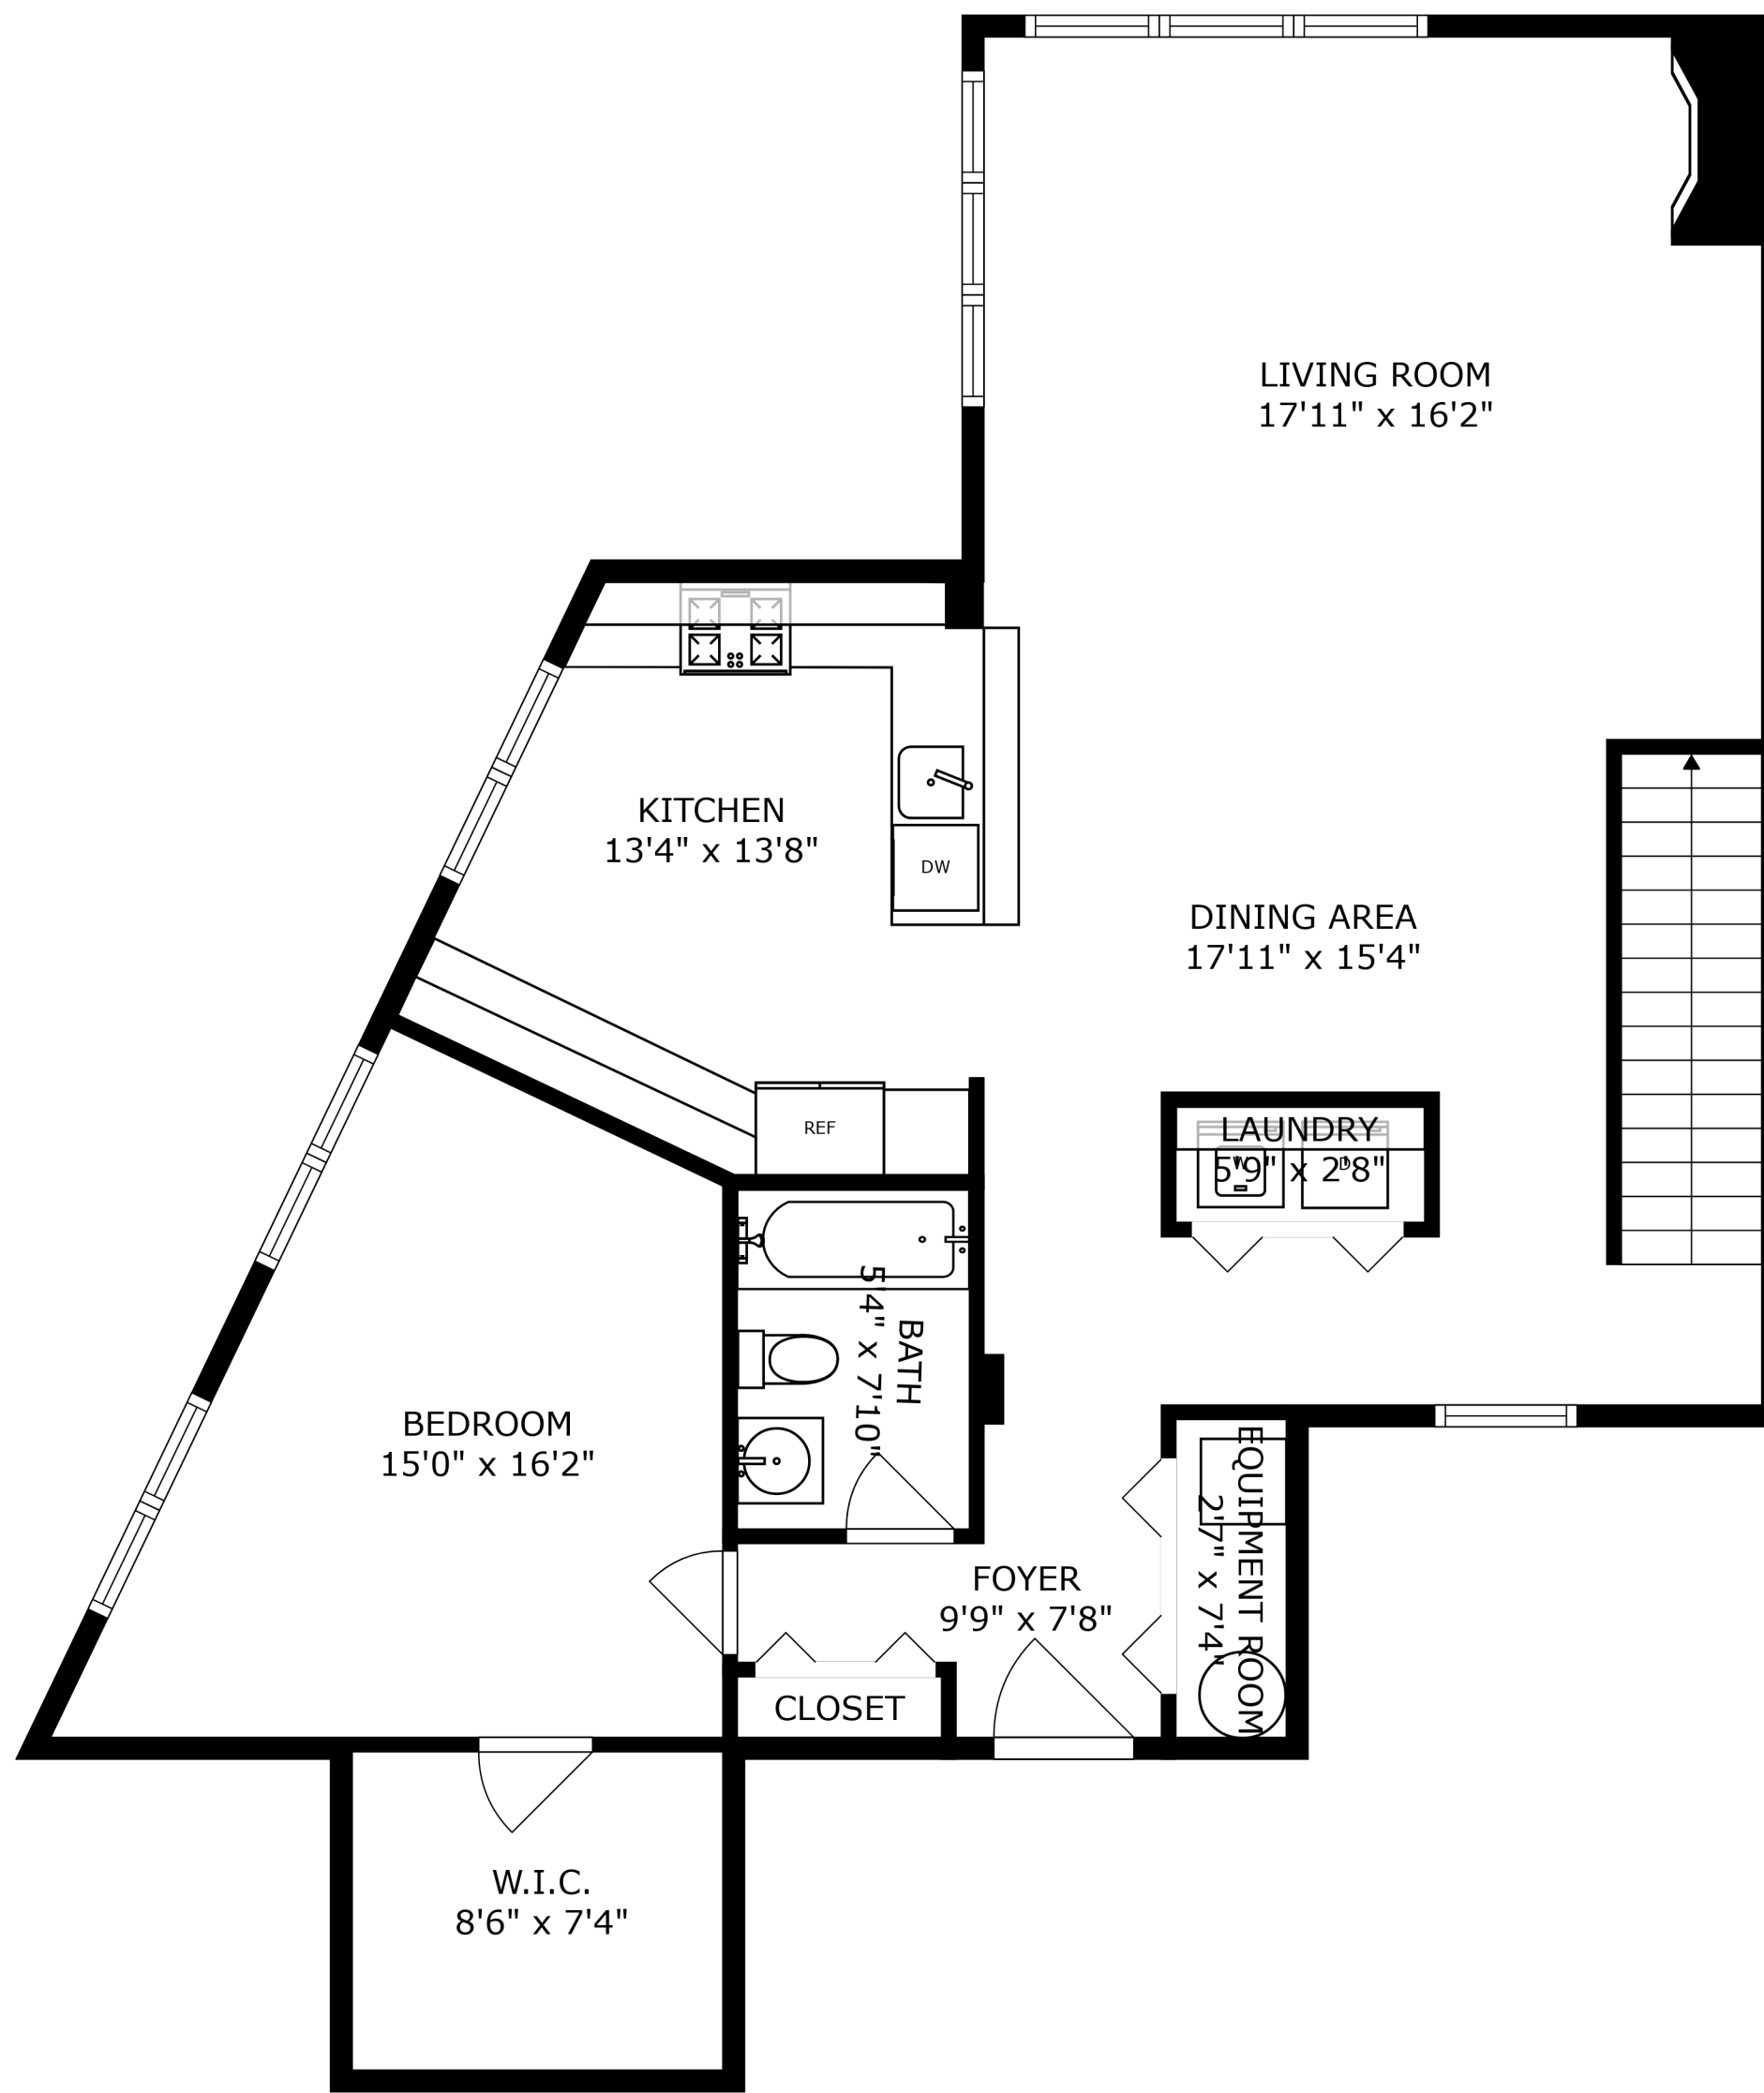 LIVING ROOM
17'11" x 16'2"
KITCHEN
13'4" x 13'8"
DW
DINING AREA
17'11" x 15'4"
REF
LAUNDRY
5'9" x 2'8"
W
D
BATH
5'4" x 7'10"
BEDROOM
15'0" x 16'2"
EQUIPMENT ROOM
2'7" x 7'4"
FOYER
9'9" x 7'8"
CLOSET
W.I.C.
8'6" x 7'4"